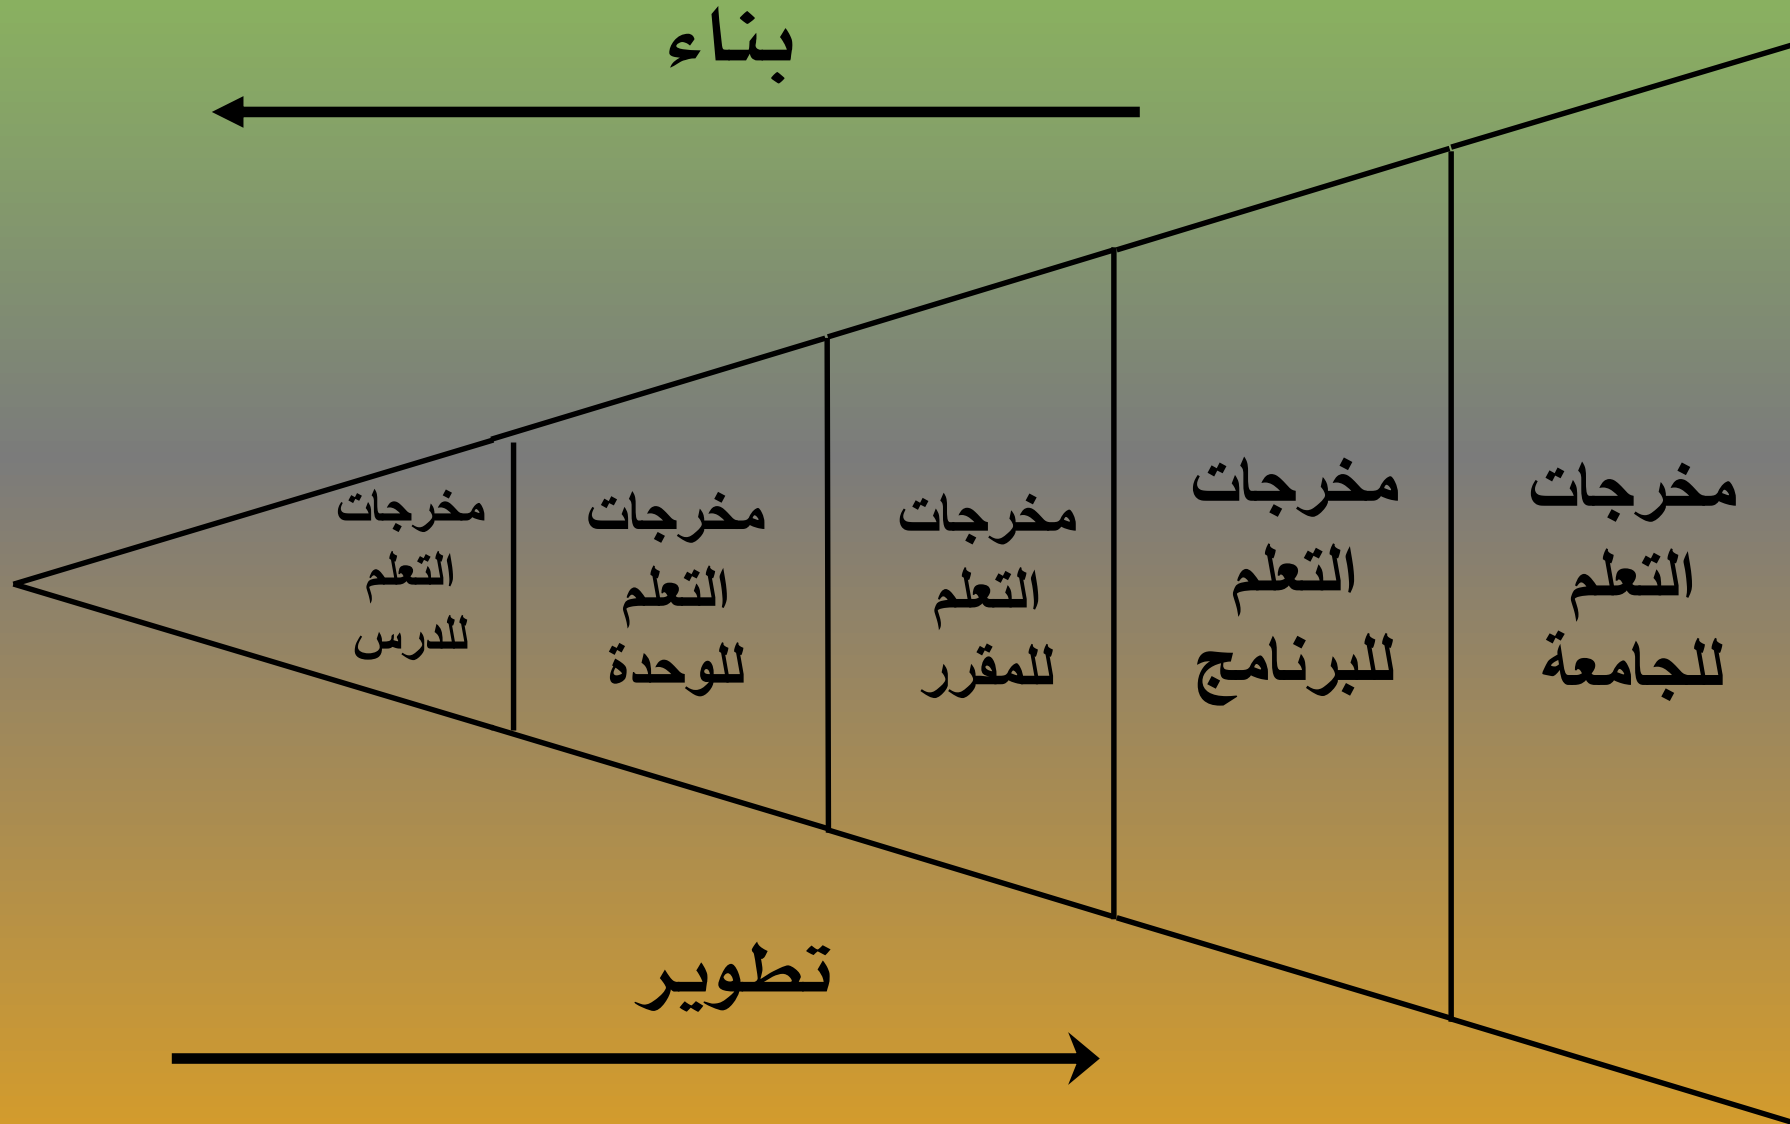 بناء
مخرجات
التعلم
للجامعة
مخرجات
التعلم
للبرنامج
مخرجات
التعلم
للمقرر
مخرجات
التعلم
للوحدة
مخرجات
التعلم
للدرس
تطوير